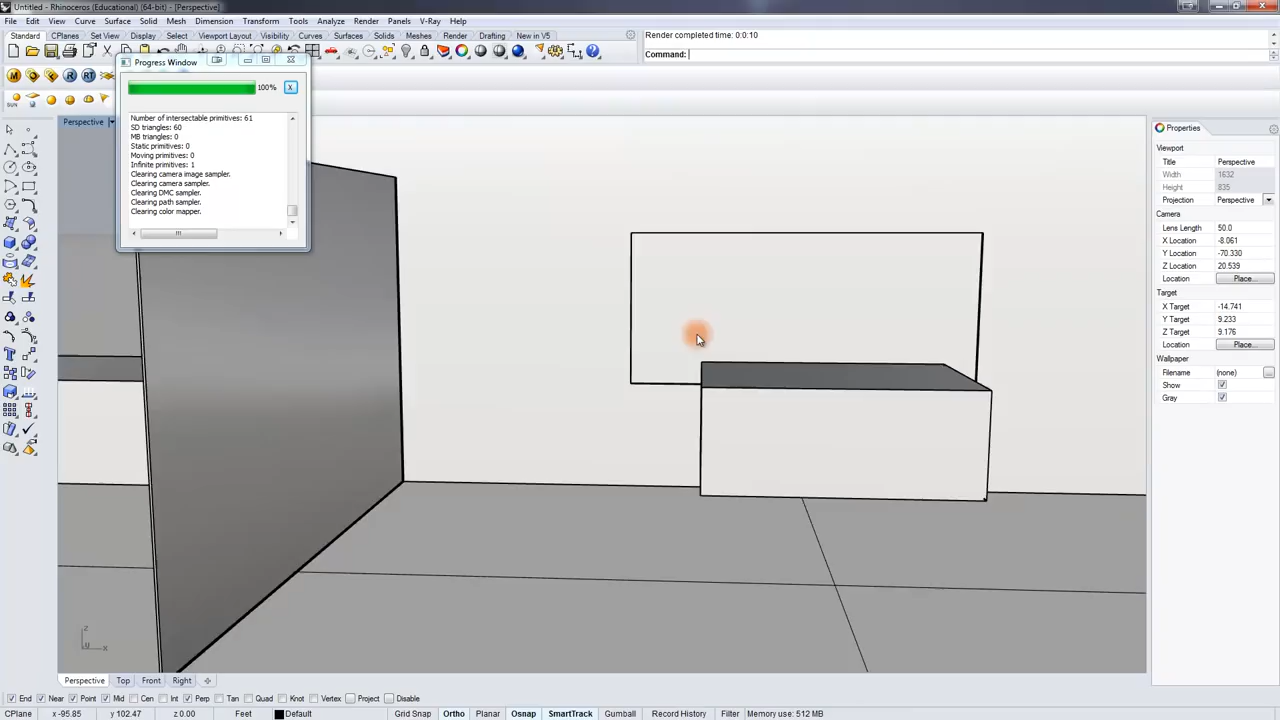 Untitled - Rhinoceros (Educational) (64-bit) - [Perspective]
File Edit View Curve Surface Solid Mesh Dimension Transform Tools Analyze Render Panels V-Ray Help
Standard CPlanes Set View Display Select Viewport Layout Visibility Curves Surfaces Solids Meshes Render Drafting New in V5
Render completed time: 0:0:10
Command:
Progress Window
100%
X
M R RT
SUN
Number of intersectable primitives: 61
SD triangles: 60
MB triangles: 0
Static primitives: 0
Moving primitives: 0
Infinite primitives: 1
Clearing camera image sampler.
Clearing camera sampler.
Clearing DMC sampler.
Clearing path sampler.
Clearing color mapper.
Perspective
Properties
Viewport
Title Perspective
Width 1632
Height 835
Projection Perspective
Camera
Lens Length 50.0
X Location -8.061
Y Location -70.330
Z Location 20.539
Location Place...
Target
X Target -14.741
Y Target 9.233
Z Target 9.176
Location Place...
Wallpaper
Filename (none) ...
Show
Gray
z
x
Perspective Top Front Right
End Near Point Mid Cen Int Perp Tan Quad Knot Vertex Project Disable
CPlane x -95.85 y 102.47 z 0.00 Feet Default Grid Snap Ortho Planar Osnap SmartTrack Gumball Record History Filter Memory use: 512 MB